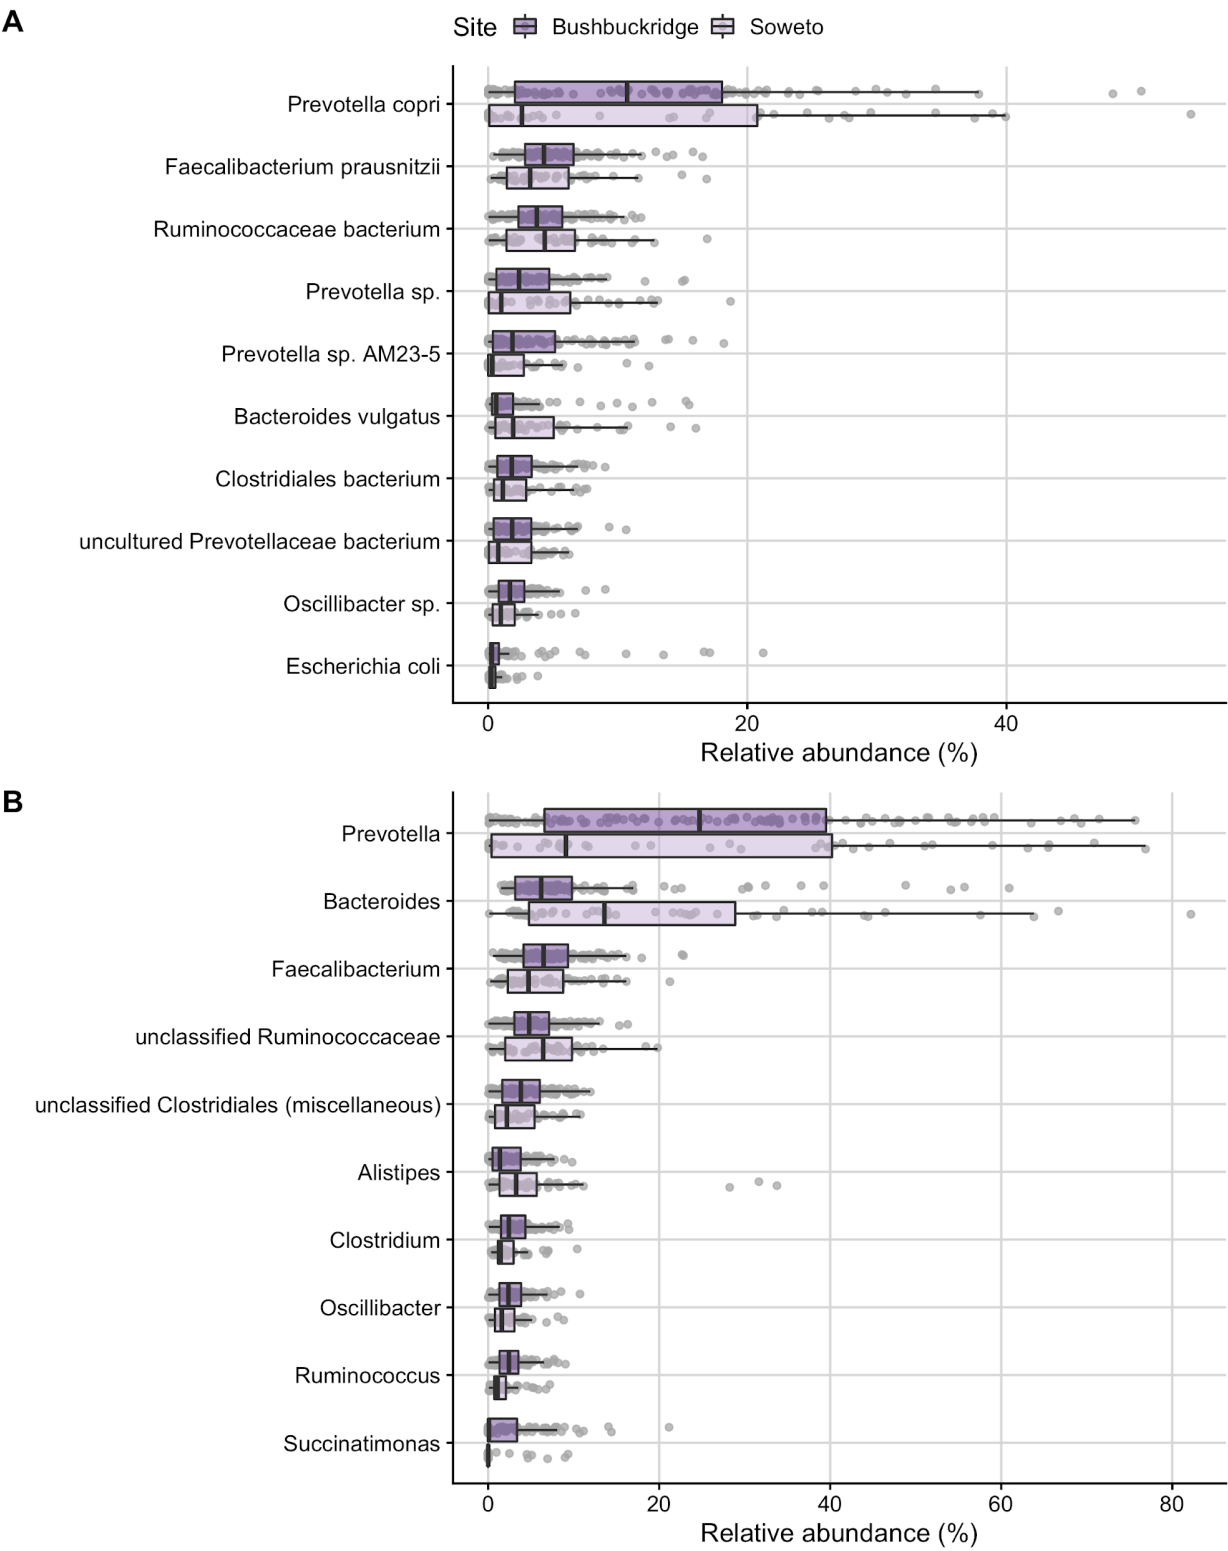 A
Site Bushbuckridge Soweto
Prevotella copri
Faecalibacterium prausnitzii
Ruminococcaceae bacterium
Prevotella sp.
Prevotella sp. AM23-5
Bacteroides vulgatus
Clostridiales bacterium
uncultured Prevotellaceae bacterium
Oscillibacter sp.
Escherichia coli
0 20 40
Relative abundance (%)
B
Prevotella
Bacteroides
Faecalibacterium
unclassified Ruminococcaceae
unclassified Clostridiales (miscellaneous)
Alistipes
Clostridium
Oscillibacter
Ruminococcus
Succinatimonas
0 20 40 60 80
Relative abundance (%)